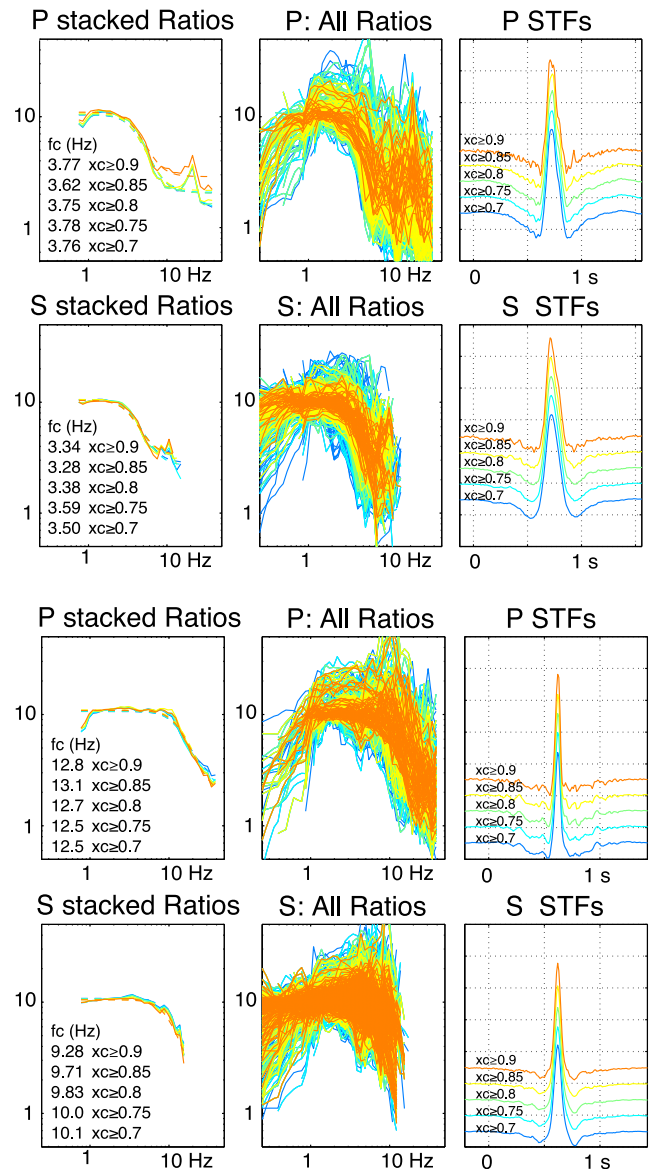 P stacked Ratios P: All Ratios P STFs
10
1
fc (Hz)
3.77 xc≥0.9
3.62 xc≥0.85
3.75 xc≥0.8
3.78 xc≥0.75
3.76 xc≥0.7
1 10 Hz
10
1
1 10 Hz
xc≥0.9
xc≥0.85
xc≥0.8
xc≥0.75
xc≥0.7
0 1 s
S stacked Ratios S: All Ratios S STFs
10
1
fc (Hz)
3.34 xc≥0.9
3.28 xc≥0.85
3.38 xc≥0.8
3.59 xc≥0.75
3.50 xc≥0.7
1 10 Hz
10
1
1 10 Hz
xc≥0.9
xc≥0.85
xc≥0.8
xc≥0.75
xc≥0.7
0 1 s
P stacked Ratios P: All Ratios P STFs
10
1
fc (Hz)
12.8 xc≥0.9
13.1 xc≥0.85
12.7 xc≥0.8
12.5 xc≥0.75
12.5 xc≥0.7
1 10 Hz
10
1
1 10 Hz
xc≥0.9
xc≥0.85
xc≥0.8
xc≥0.75
xc≥0.7
0 1 s
S stacked Ratios S: All Ratios S STFs
10
1
fc (Hz)
9.28 xc≥0.9
9.71 xc≥0.85
9.83 xc≥0.8
10.0 xc≥0.75
10.1 xc≥0.7
1 10 Hz
10
1
1 10 Hz
xc≥0.9
xc≥0.85
xc≥0.8
xc≥0.75
xc≥0.7
0 1 s